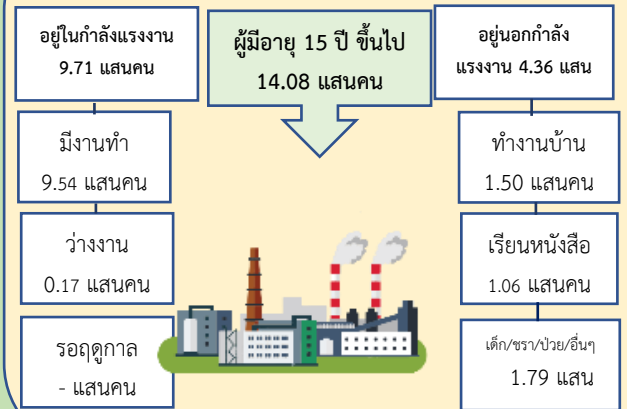 อยู่ในกำลังแรงงาน
9.71 แสนคน
ผู้มีอายุ 15 ปี ขึ้นไป
14.08 แสนคน
อยู่นอกกำลัง
แรงงาน 4.36 แสน
มีงานทำ
9.54 แสนคน
ว่างงาน
0.17 แสนคน
รอฤดูกาล
- แสนคน
ทำงานบ้าน
1.50 แสนคน
เรียนหนังสือ
1.06 แสนคน
เด็ก/ชรา/ป่วย/อื่นๆ
1.79 แสน